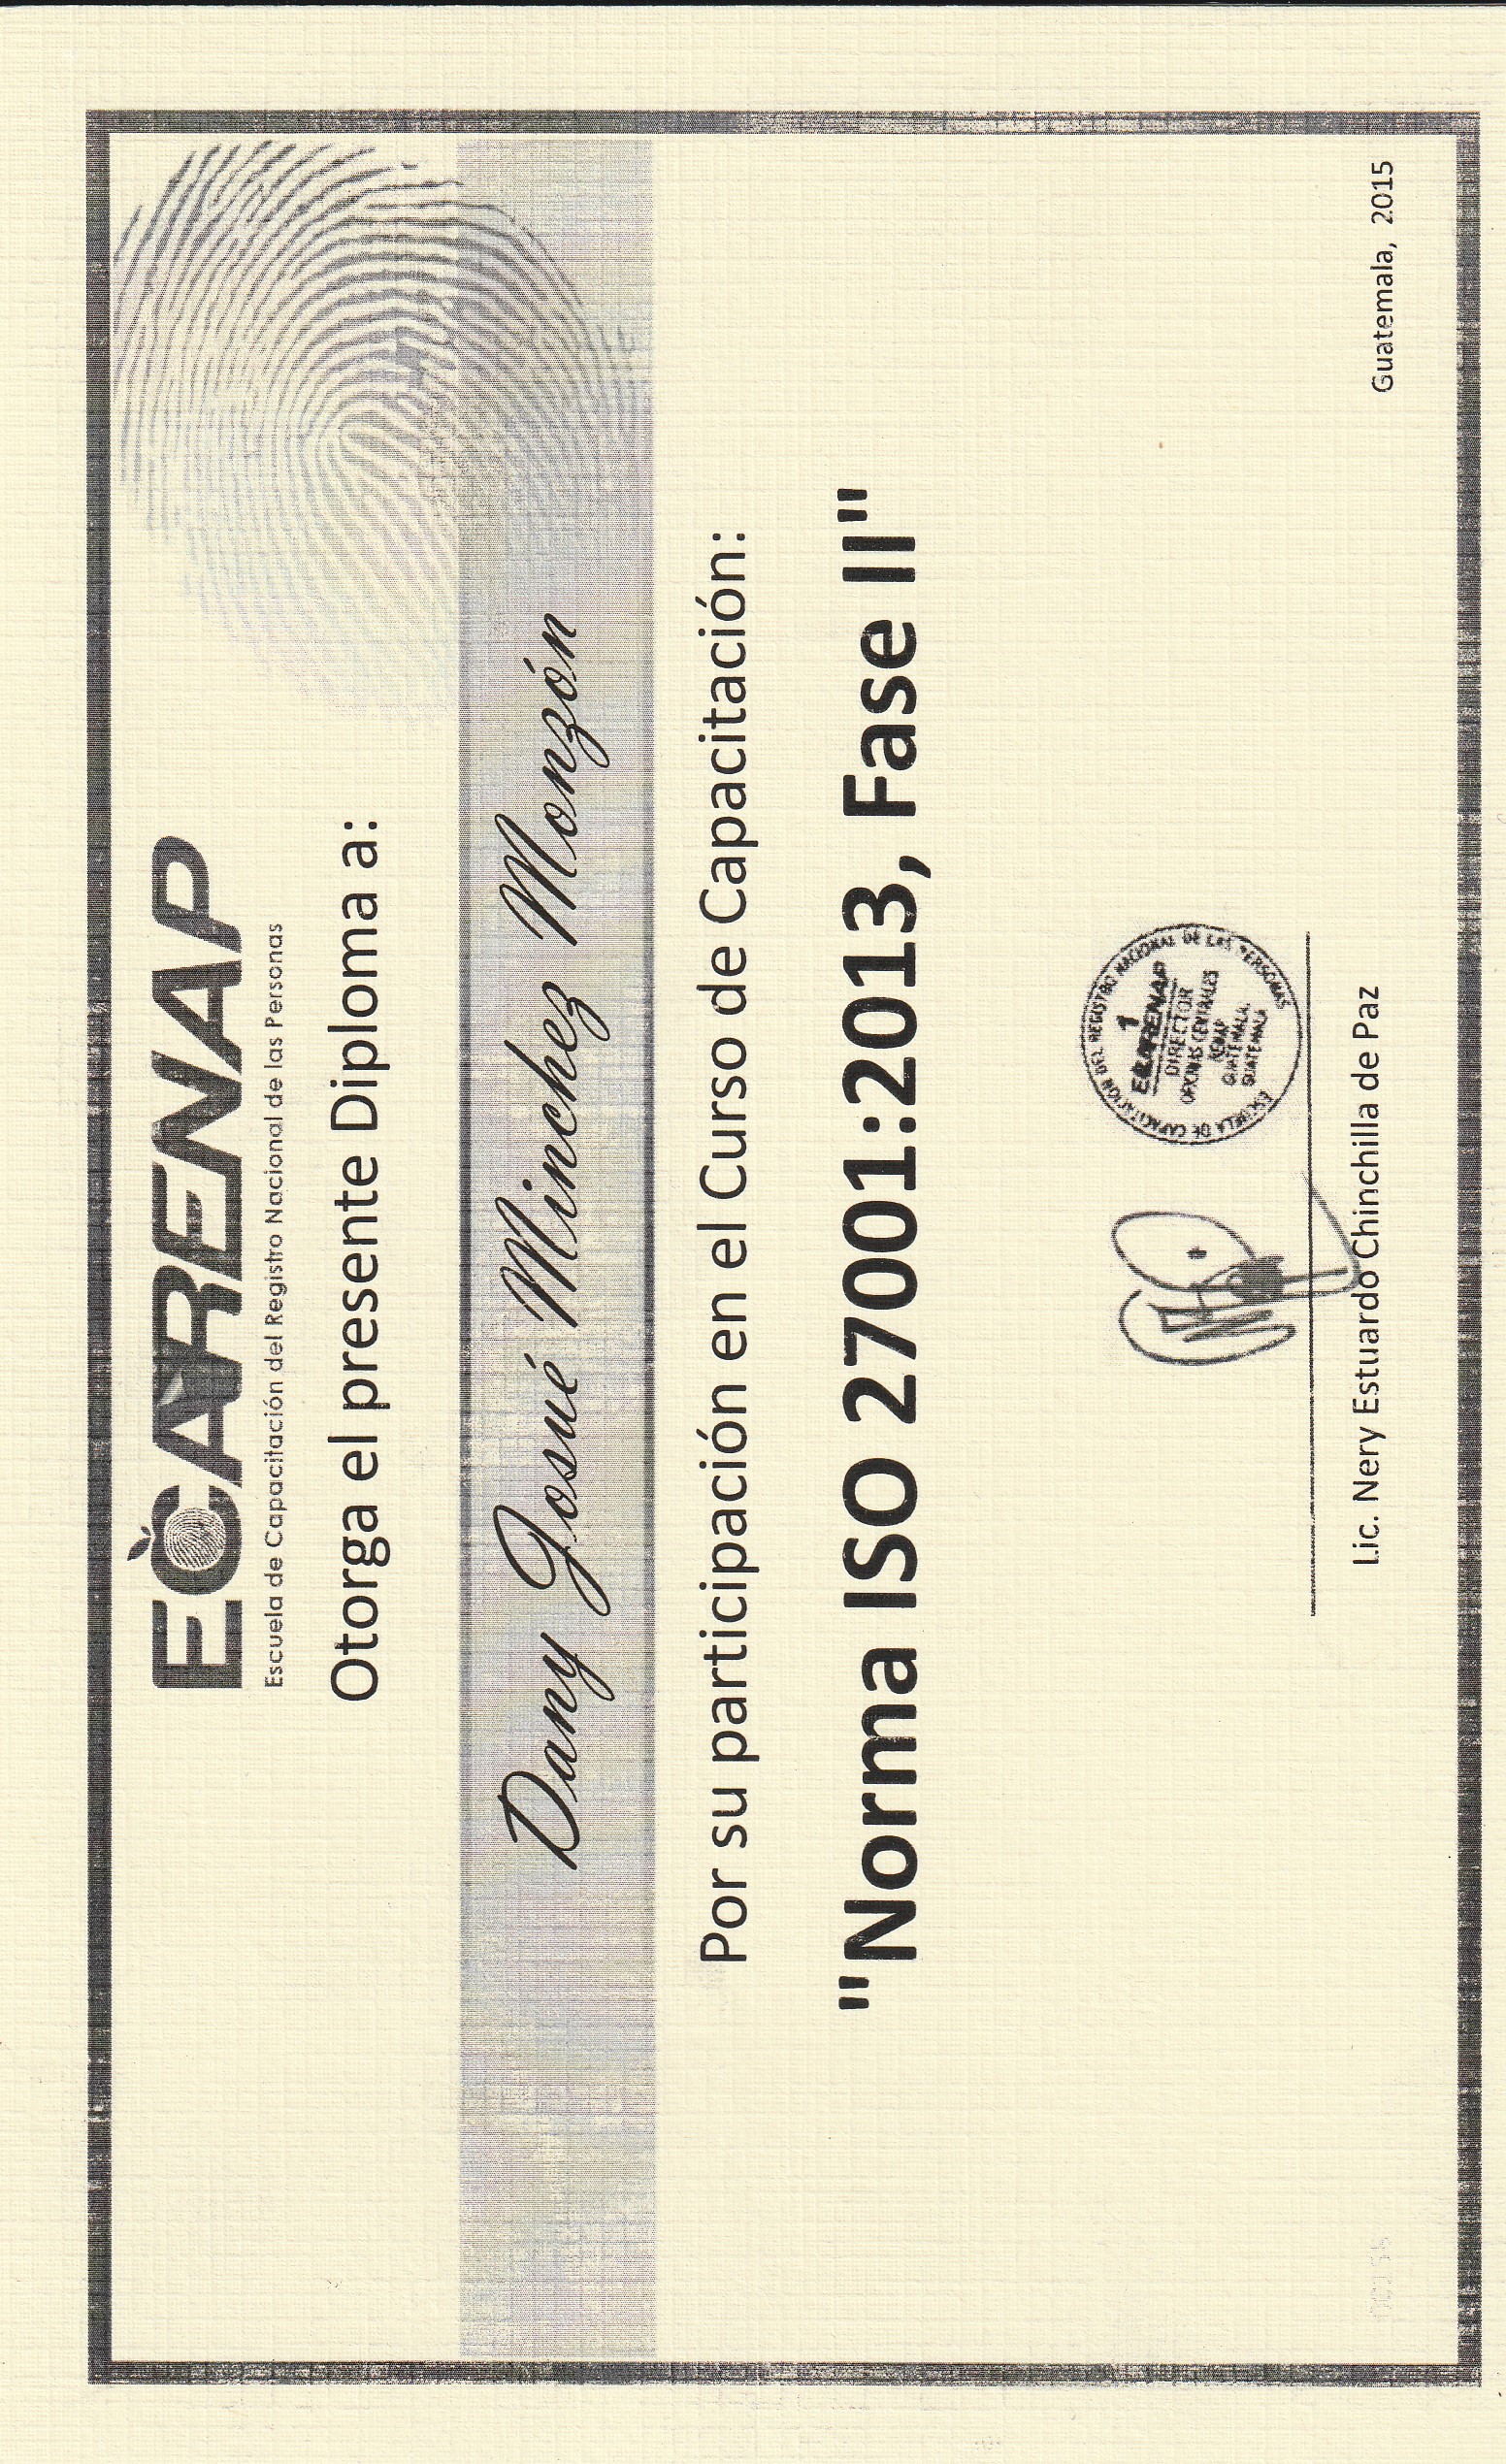 ECARENAP
Escuela de Capacitación del Registro Nacional de las Personas
Otorga el presente Diploma a:
Dany Josué Minchez Monzón
Por su participación en el Curso de Capacitación:
"Norma ISO 27001:2013, Fase II"
ESCUELA DE CAPACITACIÓN DEL REGISTRO NACIONAL DE LAS PERSONAS
1
ECARENAP
DIRECTOR
OFICINAS CENTRALES
RENAP
GUATEMALA,
GUATEMALA
Lic. Nery Estuardo Chinchilla de Paz
Guatemala, 2015